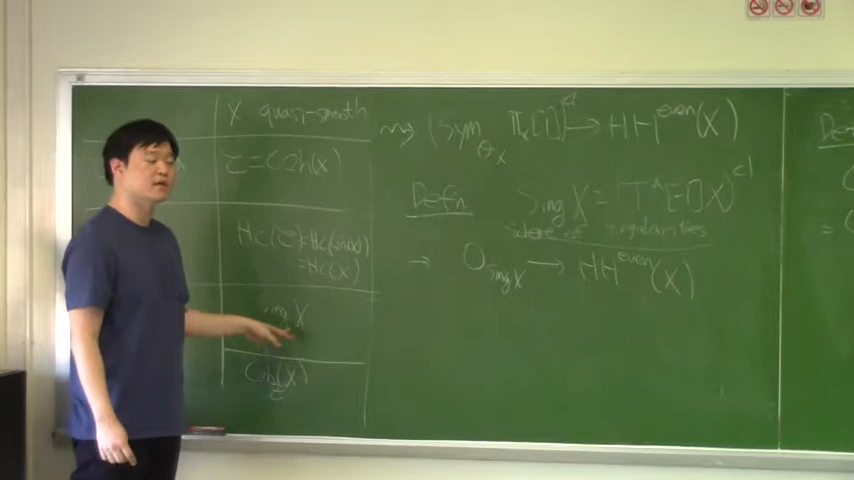 X quasi-smooth
⇝ (Sym_{O_X} 𝕋_X[1])^{cl} → HH^{even}(X)
C = Coh(X)
Defn Sing X = (T*[-1]X)^{cl}
scheme of singularities
HC(C) = HC(Coh(X))
= HC(X)
→ O_{Sing X} → HH^{even}(X)
Sing X
Coh(X)
Defn
=